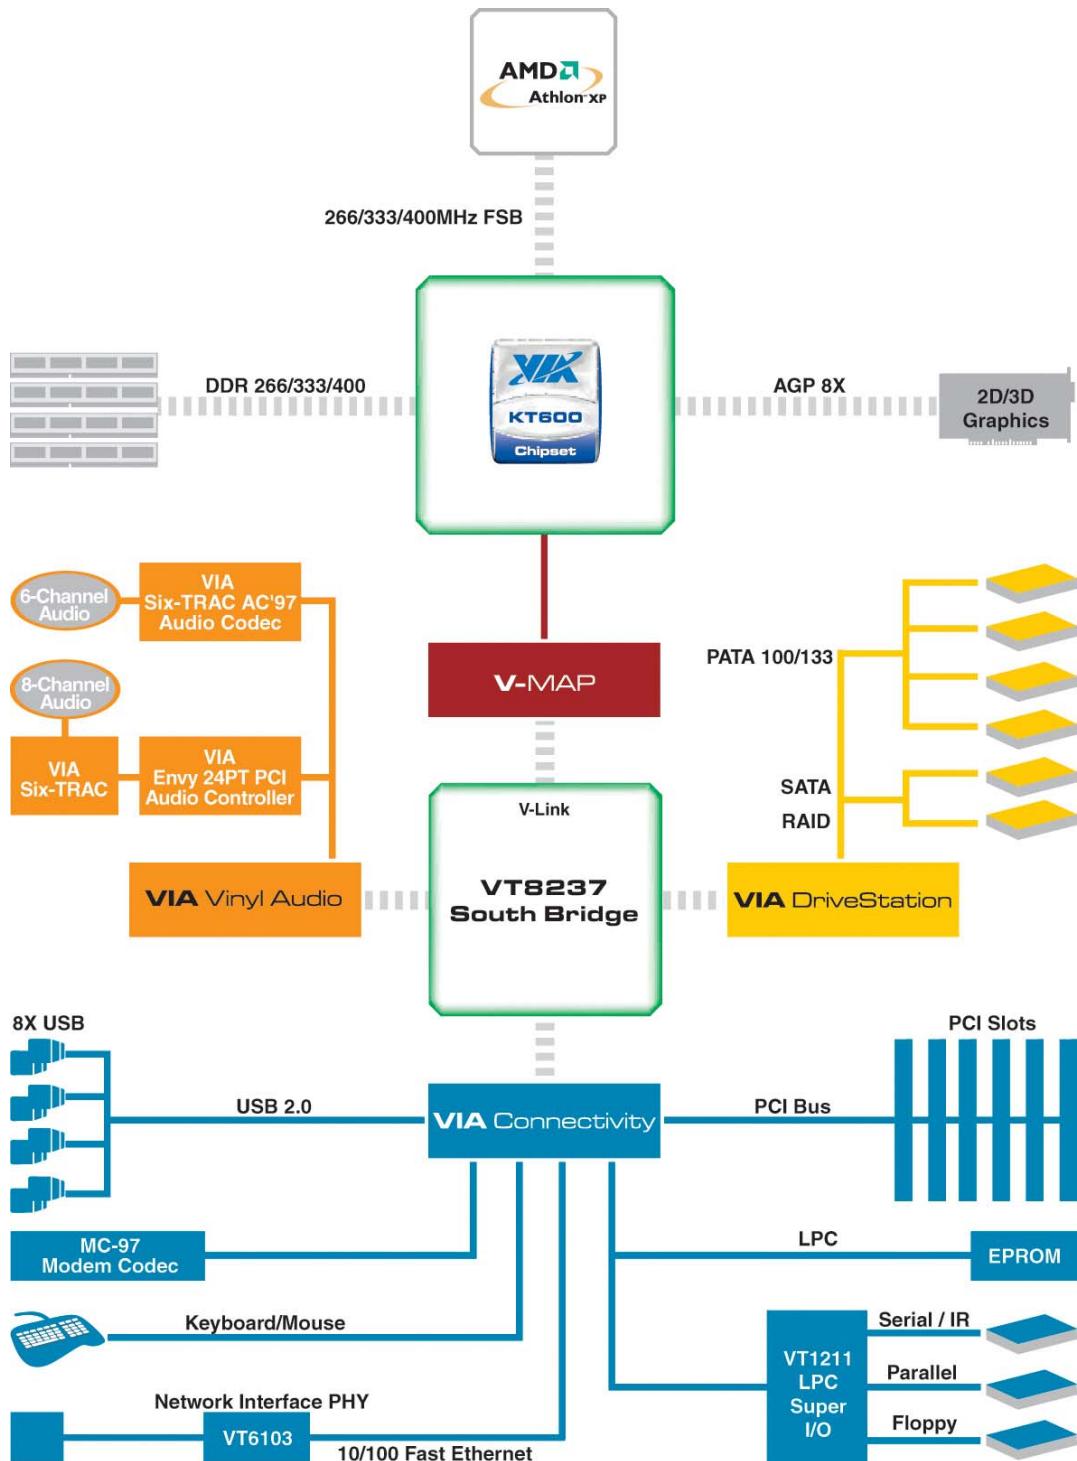 AMD
Athlon XP
266/333/400MHz FSB
DDR 266/333/400
VIA
KT600
Chipset
AGP 8X
2D/3D
Graphics
6-Channel
Audio
VIA
Six-TRAC AC'97
Audio Codec
8-Channel
Audio
VIA
Six-TRAC
VIA
Envy 24PT PCI
Audio Controller
V-MAP
PATA 100/133
SATA
RAID
V-Link
VT8237
South Bridge
VIA Vinyl Audio
VIA DriveStation
8X USB
USB 2.0
VIA Connectivity
PCI Bus
PCI Slots
MC-97
Modem Codec
LPC
EPROM
Keyboard/Mouse
Network Interface PHY
VT6103
10/100 Fast Ethernet
VT1211
LPC
Super
I/O
Serial / IR
Parallel
Floppy